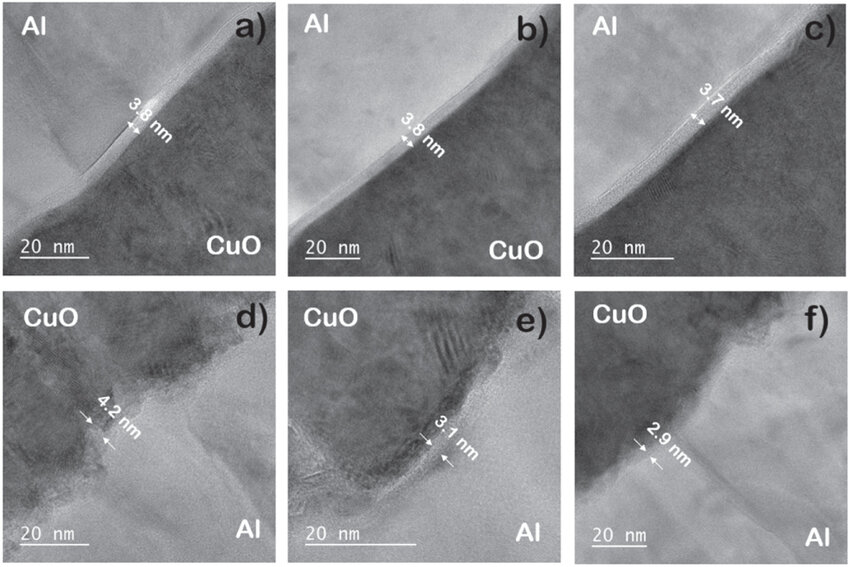 Al
a)
3.8 nm
20 nm
CuO
Al
b)
3.8 nm
20 nm
CuO
Al
c)
3.7 nm
20 nm
CuO
d)
4.2 nm
20 nm
Al
CuO
e)
3.1 nm
20 nm
Al
CuO
f)
2.9 nm
20 nm
Al